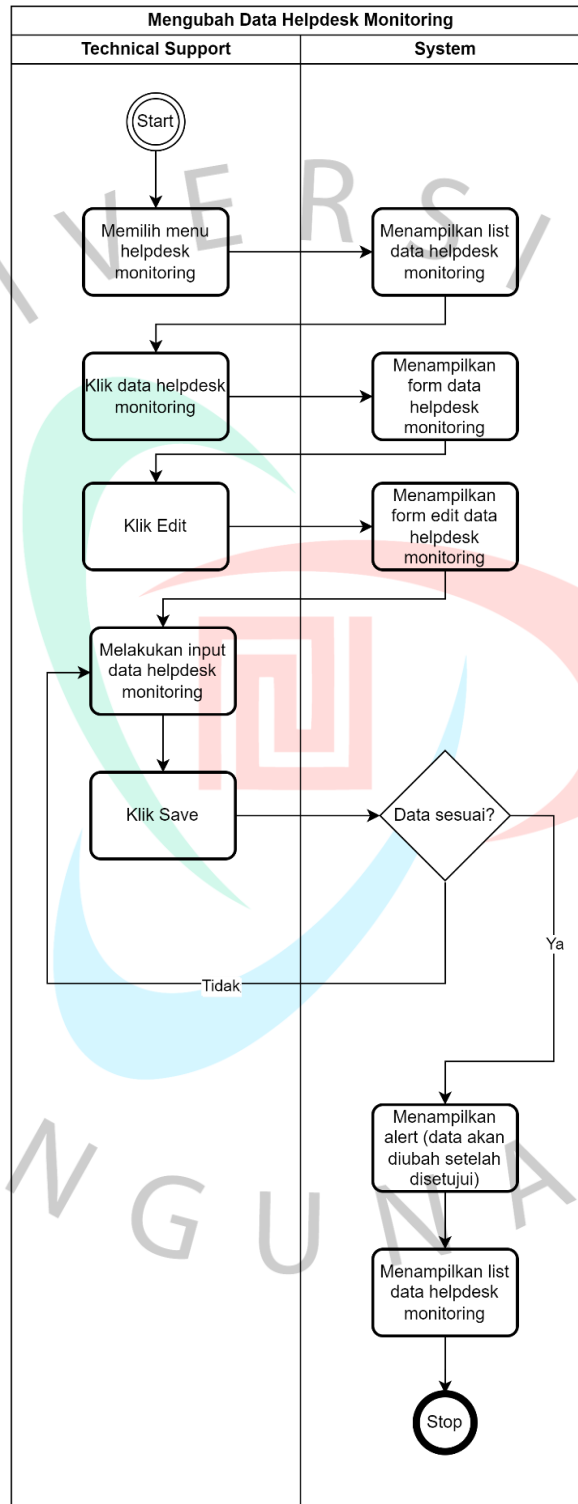 Mengubah Data Helpdesk Monitoring
Technical Support
System
Start
Memilih menu
helpdesk
monitoring
Menampilkan list
data helpdesk
monitoring
Klik data helpdesk
monitoring
Menampilkan
form data
helpdesk
monitoring
Klik Edit
Menampilkan
form edit data
helpdesk
monitoring
Melakukan input
data helpdesk
monitoring
Klik Save
Data sesuai?
Ya
Tidak
Menampilkan
alert (data akan
diubah setelah
disetujui)
Menampilkan list
data helpdesk
monitoring
Stop
IVERSI
NGUNA